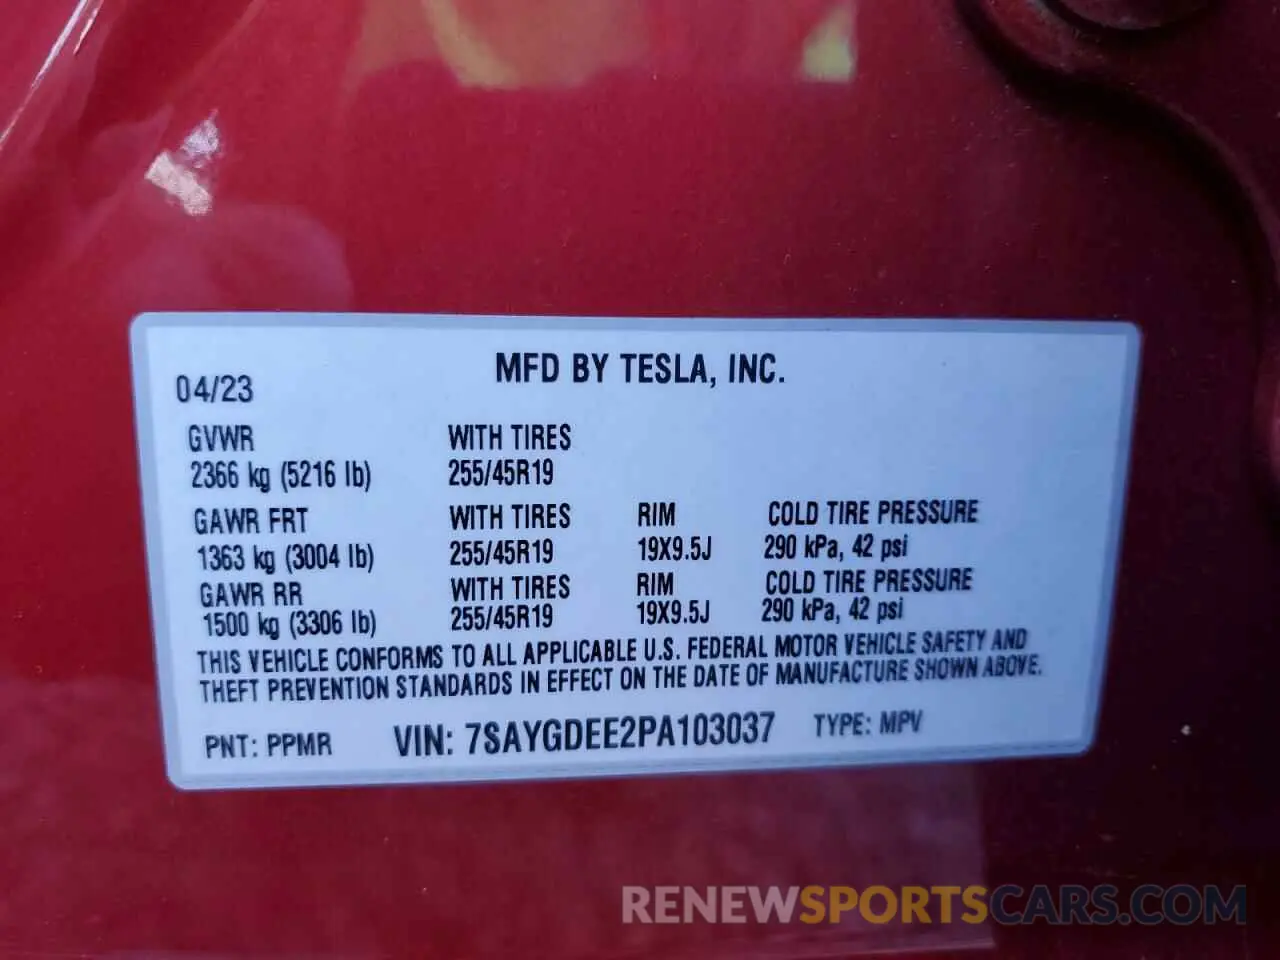 MFD BY TESLA, INC.
04/23
GVWR WITH TIRES
2366 kg (5216 lb) 255/45R19
GAWR FRT WITH TIRES RIM COLD TIRE PRESSURE
1363 kg (3004 lb) 255/45R19 19X9.5J 290 kPa, 42 psi
GAWR RR WITH TIRES RIM COLD TIRE PRESSURE
1500 kg (3306 lb) 255/45R19 19X9.5J 290 kPa, 42 psi
THIS VEHICLE CONFORMS TO ALL APPLICABLE U.S. FEDERAL MOTOR VEHICLE SAFETY AND
THEFT PREVENTION STANDARDS IN EFFECT ON THE DATE OF MANUFACTURE SHOWN ABOVE.
PNT: PPMR VIN: 7SAYGDEE2PA103037 TYPE: MPV
RENEWSPORTSCARS.COM